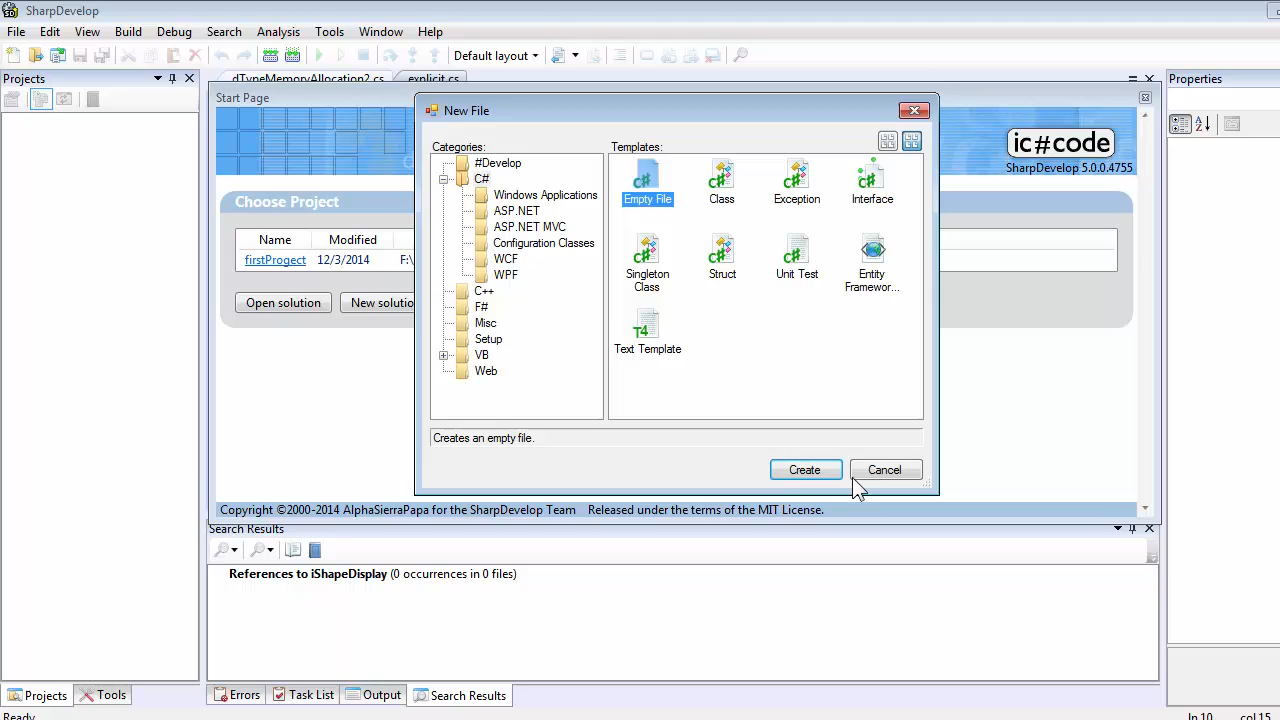 SharpDevelop
File Edit View Build Debug Search Analysis Tools Window Help
Default layout
Projects
dTypeMemoryAllocation2.cs explicit.cs
Properties
Start Page
ic#code
SharpDevelop 5.0.0.4755
Choose Project
Name Modified
firstProgect 12/3/2014 F:\
Open solution New solutio
New File
Categories:
#Develop
C#
Windows Applications
ASP.NET
ASP.NET MVC
Configuration Classes
WCF
WPF
C++
F#
Misc
Setup
VB
Web
Templates:
Empty File Class Exception Interface
Singleton Class Struct Unit Test Entity Framewor...
Text Template
Creates an empty file.
Create Cancel
Copyright ©2000-2014 AlphaSierraPapa for the SharpDevelop Team Released under the terms of the MIT License.
Search Results
References to iShapeDisplay (0 occurrences in 0 files)
Projects Tools
Errors Task List Output Search Results
Ready
ln 10 col 15